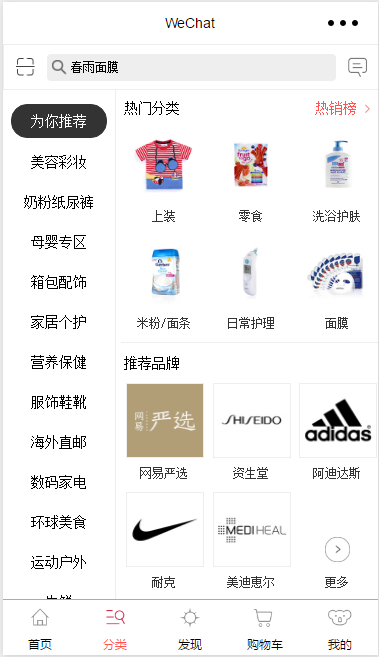 WeChat
春雨面膜
为你推荐
美容彩妆
奶粉纸尿裤
母婴专区
箱包配饰
家居个护
营养保健
服饰鞋靴
海外直邮
数码家电
环球美食
运动户外
热门分类
热销榜
上装
零食
洗浴护肤
米粉/面条
日常护理
面膜
推荐品牌
网易 严选
SHISEIDO
adidas
网易严选
资生堂
阿迪达斯
MEDIHEAL
耐克
美迪惠尔
更多
首页
分类
发现
购物车
我的